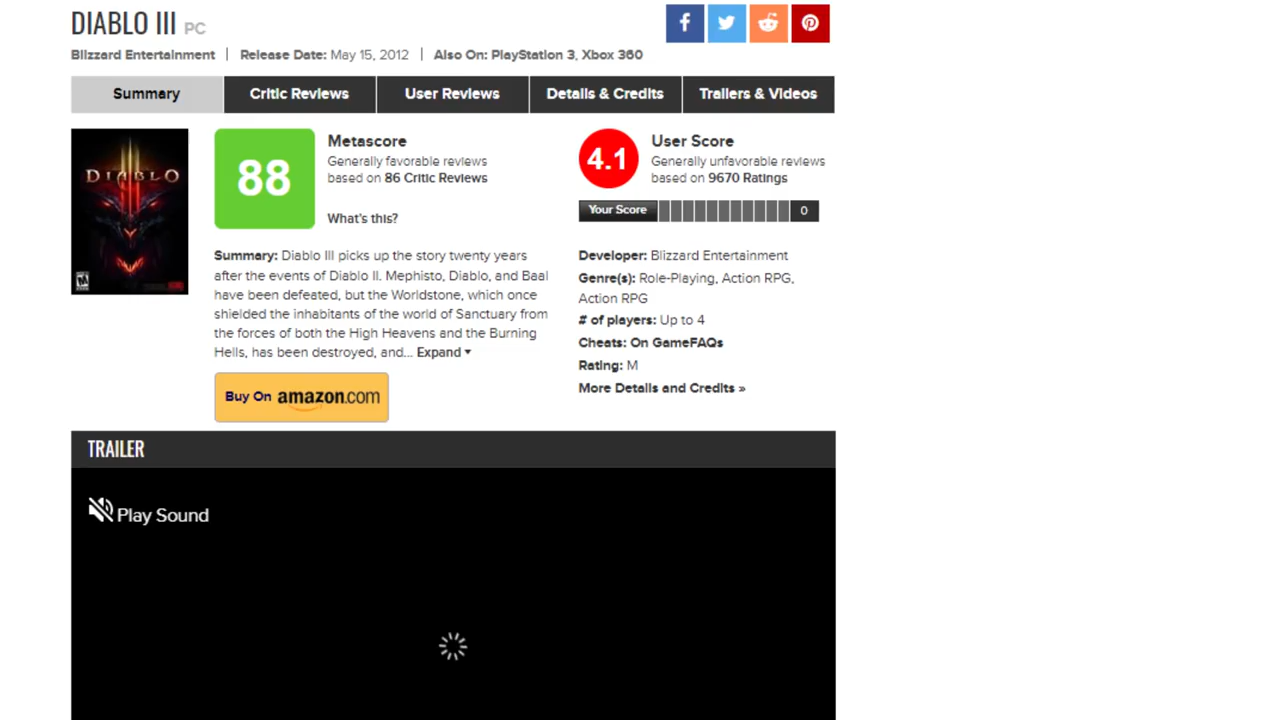 DIABLO III PC
Blizzard Entertainment | Release Date: May 15, 2012 | Also On: PlayStation 3, Xbox 360
Summary Critic Reviews User Reviews Details & Credits Trailers & Videos
DIABLO
88
Metascore
Generally favorable reviews
based on 86 Critic Reviews
What's this?
4.1
User Score
Generally unfavorable reviews
based on 9670 Ratings
Your Score 0
Summary: Diablo III picks up the story twenty years
after the events of Diablo II. Mephisto, Diablo, and Baal
have been defeated, but the Worldstone, which once
shielded the inhabitants of the world of Sanctuary from
the forces of both the High Heavens and the Burning
Hells, has been destroyed, and... Expand
Buy On amazon.com
Developer: Blizzard Entertainment
Genre(s): Role-Playing, Action RPG,
Action RPG
# of players: Up to 4
Cheats: On GameFAQs
Rating: M
More Details and Credits »
TRAILER
Play Sound